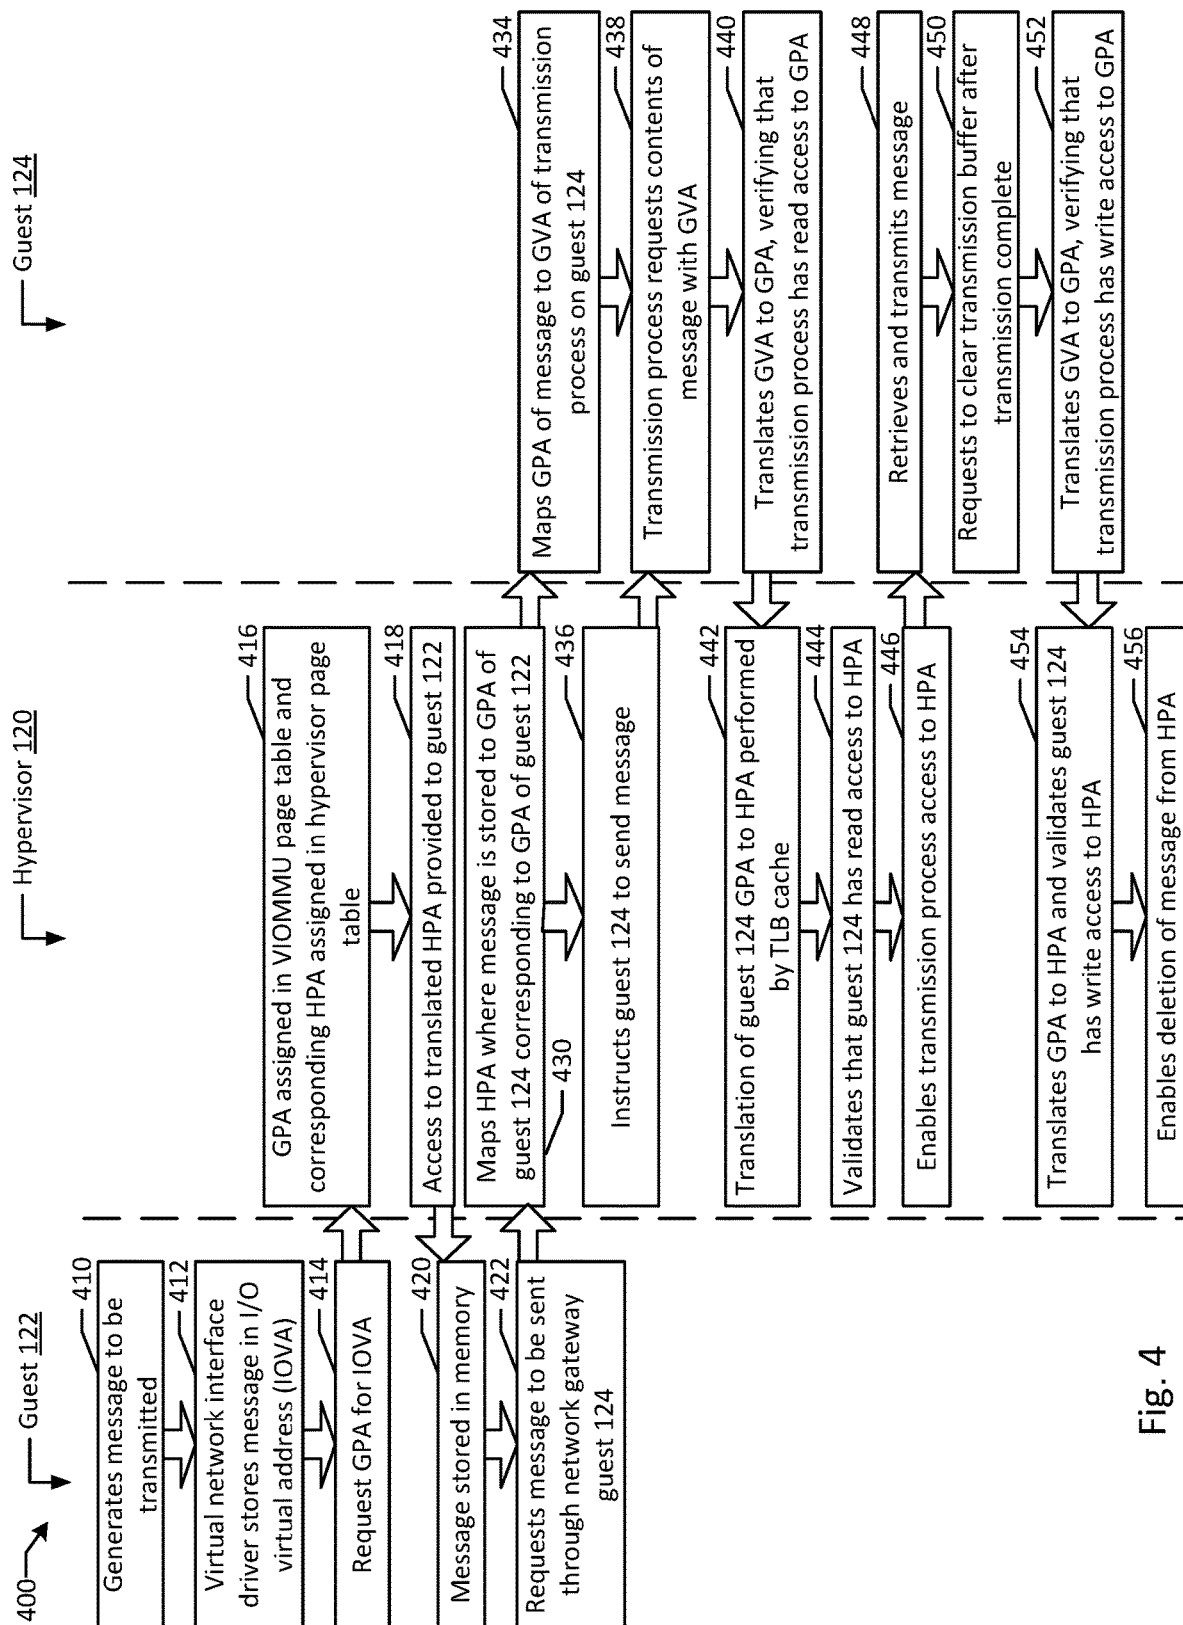 400
Guest 122
410
Generates message to be
transmitted
412
Virtual network interface
driver stores message in I/O
virtual address (IOVA)
414
Request GPA for IOVA
420
Message stored in memory
422
Requests message to be sent
through network gateway
guest 124
Hypervisor 120
416
GPA assigned in VIOMMU page table and
corresponding HPA assigned in hypervisor page
table
418
Access to translated HPA provided to guest 122
Maps HPA where message is stored to GPA of
guest 124 corresponding to GPA of guest 122
430
436
Instructs guest 124 to send message
442
Translation of guest 124 GPA to HPA performed
by TLB cache
444
Validates that guest 124 has read access to HPA
446
Enables transmission process access to HPA
454
Translates GPA to HPA and validates guest 124
has write access to HPA
456
Enables deletion of message from HPA
Guest 124
434
Maps GPA of message to GVA of transmission
process on guest 124
438
Transmission process requests contents of
message with GVA
440
Translates GVA to GPA, verifying that
transmission process has read access to GPA
448
Retrieves and transmits message
450
Requests to clear transmission buffer after
transmission complete
452
Translates GVA to GPA, verifying that
transmission process has write access to GPA
Fig. 4